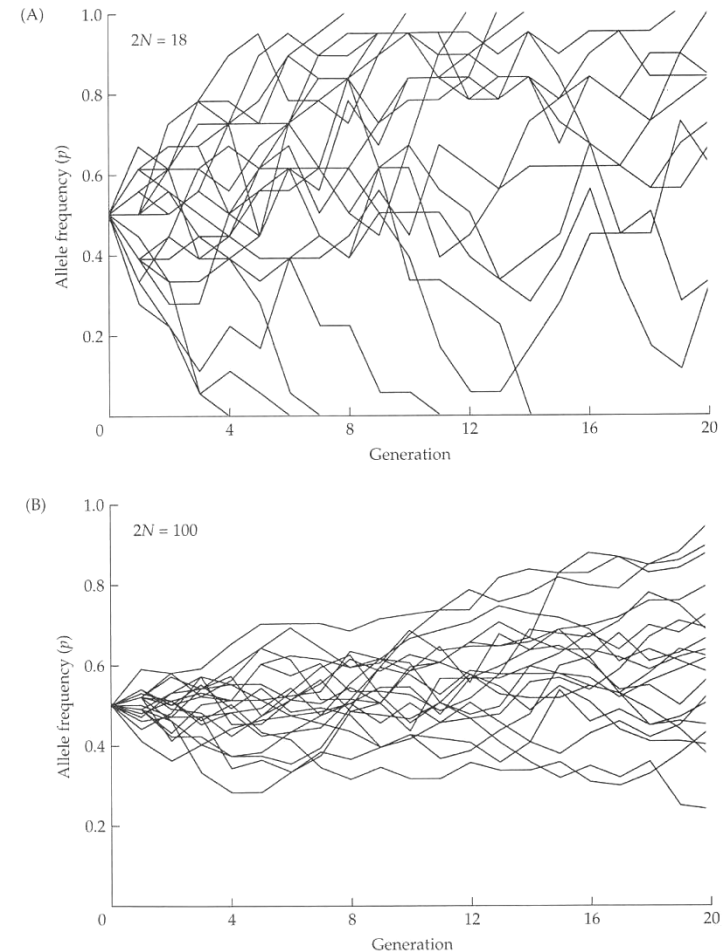 (A)
1.0
2N = 18
0.8
0.6
Allele frequency (p)
0.4
0.2
0 4 8 12 16 20
Generation
(B)
1.0
2N = 100
0.8
0.6
Allele frequency (p)
0.4
0.2
0 4 8 12 16 20
Generation